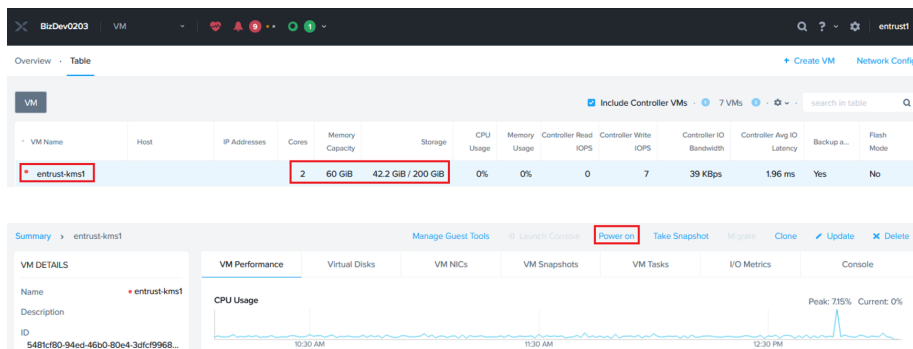 BizDev0203 VM 9 1 ? entrust1
Overview · Table + Create VM Network Config
VM Include Controller VMs · 7 VMs · search in table
VM Name Host IP Addresses Cores Memory Capacity Storage CPU Usage Memory Usage Controller Read IOPS Controller Write IOPS Controller IO Bandwidth Controller Avg IO Latency Backup a... Flash Mode
entrust-kms1 2 60 GiB 42.2 GiB / 200 GiB 0% 0% 0 7 39 KBps 1.96 ms Yes No
Summary > entrust-kms1 Manage Guest Tools Launch Console Power on Take Snapshot Migrate Clone Update Delete
VM DETAILS VM Performance Virtual Disks VM NICs VM Snapshots VM Tasks I/O Metrics Console
Name entrust-kms1 CPU Usage Peak: 7.15% Current: 0%
Description
ID
5481cf80-94ed-46b0-80e4-3dfcf9968...
10:30 AM 11:30 AM 12:30 PM